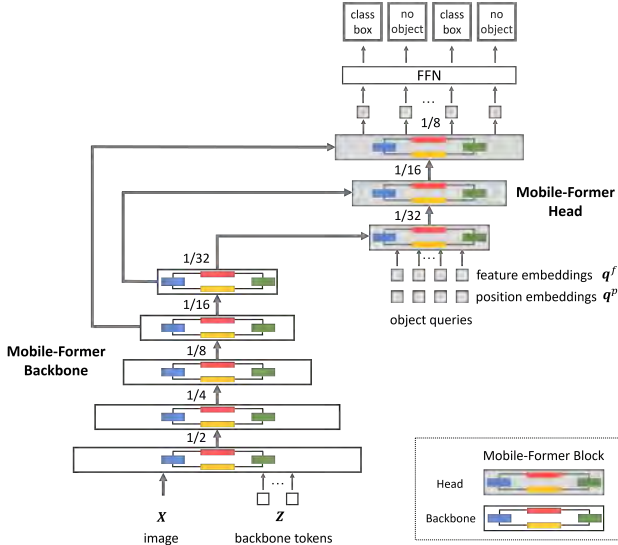 class
box
no
object
class
box
no
object
FFN
...
1/8
1/16
Mobile-Former
Head
1/32
1/32
...
feature embeddings q^f
position embeddings q^p
object queries
1/16
Mobile-Former
Backbone
1/8
1/4
1/2
...
X
Z
image
backbone tokens
Mobile-Former Block
Head
Backbone